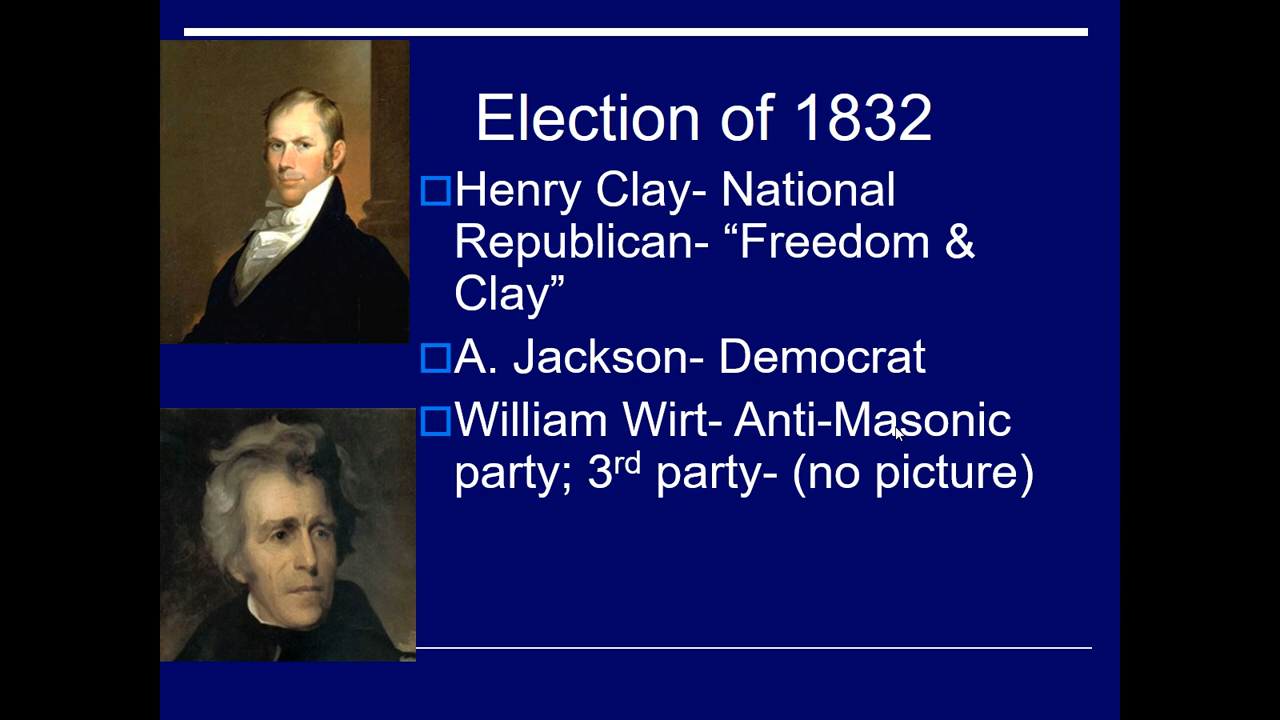 Election of 1832
Henry Clay- National
Republican- “Freedom &
Clay”
A. Jackson- Democrat
William Wirt- Anti-Masonic
party; 3rd party- (no picture)